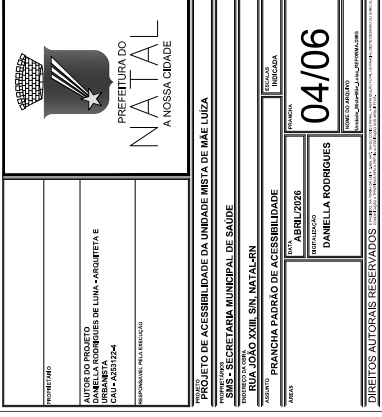 PREFEITURA DO
NATAL
A NOSSA CIDADE
PROPRIETÁRIO
AUTOR DO PROJETO
DANIELLA RODRIGUES DE LUNA - ARQUITETA E
URBANISTA
CAU - A253122-4
RESPONSÁVEL PELA EXECUÇÃO
PROJETO
PROJETO DE ACESSIBILIDADE DA UNIDADE MISTA DE MÃE LUÍZA
PROPRIETÁRIOS
SMS - SECRETARIA MUNICIPAL DE SAÚDE
ENDEREÇO DA OBRA
RUA JOÃO XXIII, S/N, NATAL-RN
ASSUNTO
PRANCHA PADRÃO DE ACESSIBILIDADE
ESCALAS
INDICADA
ÁREAS
DATA
ABRIL/2026
DIGITALIZAÇÃO
DANIELLA RODRIGUES
PRANCHA
04/06
NOME DO ARQUIVO
DIREITOS AUTORAIS RESERVADOS